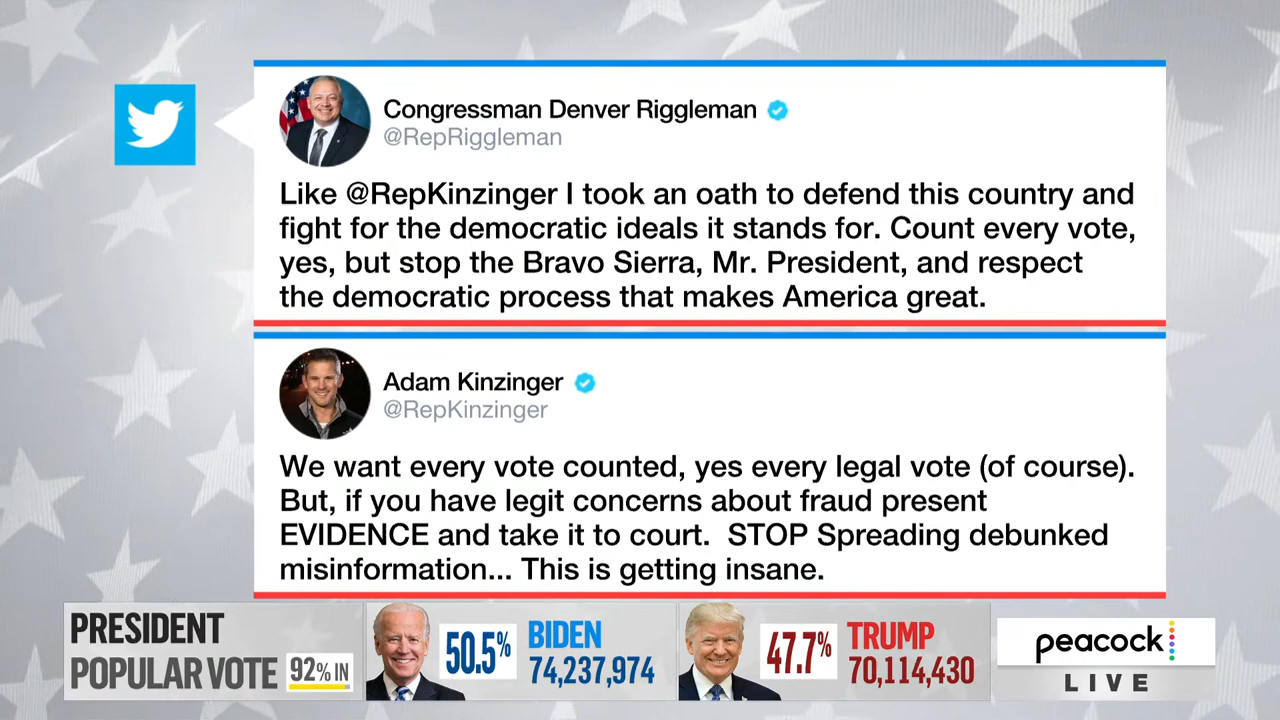 Congressman Denver Riggleman
@RepRiggleman
Like @RepKinzinger I took an oath to defend this country and
fight for the democratic ideals it stands for. Count every vote,
yes, but stop the Bravo Sierra, Mr. President, and respect
the democratic process that makes America great.
Adam Kinzinger
@RepKinzinger
We want every vote counted, yes every legal vote (of course).
But, if you have legit concerns about fraud present
EVIDENCE and take it to court.  STOP Spreading debunked
misinformation... This is getting insane.
PRESIDENT
POPULAR VOTE 92% IN
50.5% BIDEN
74,237,974
47.7% TRUMP
70,114,430
peacock
LIVE